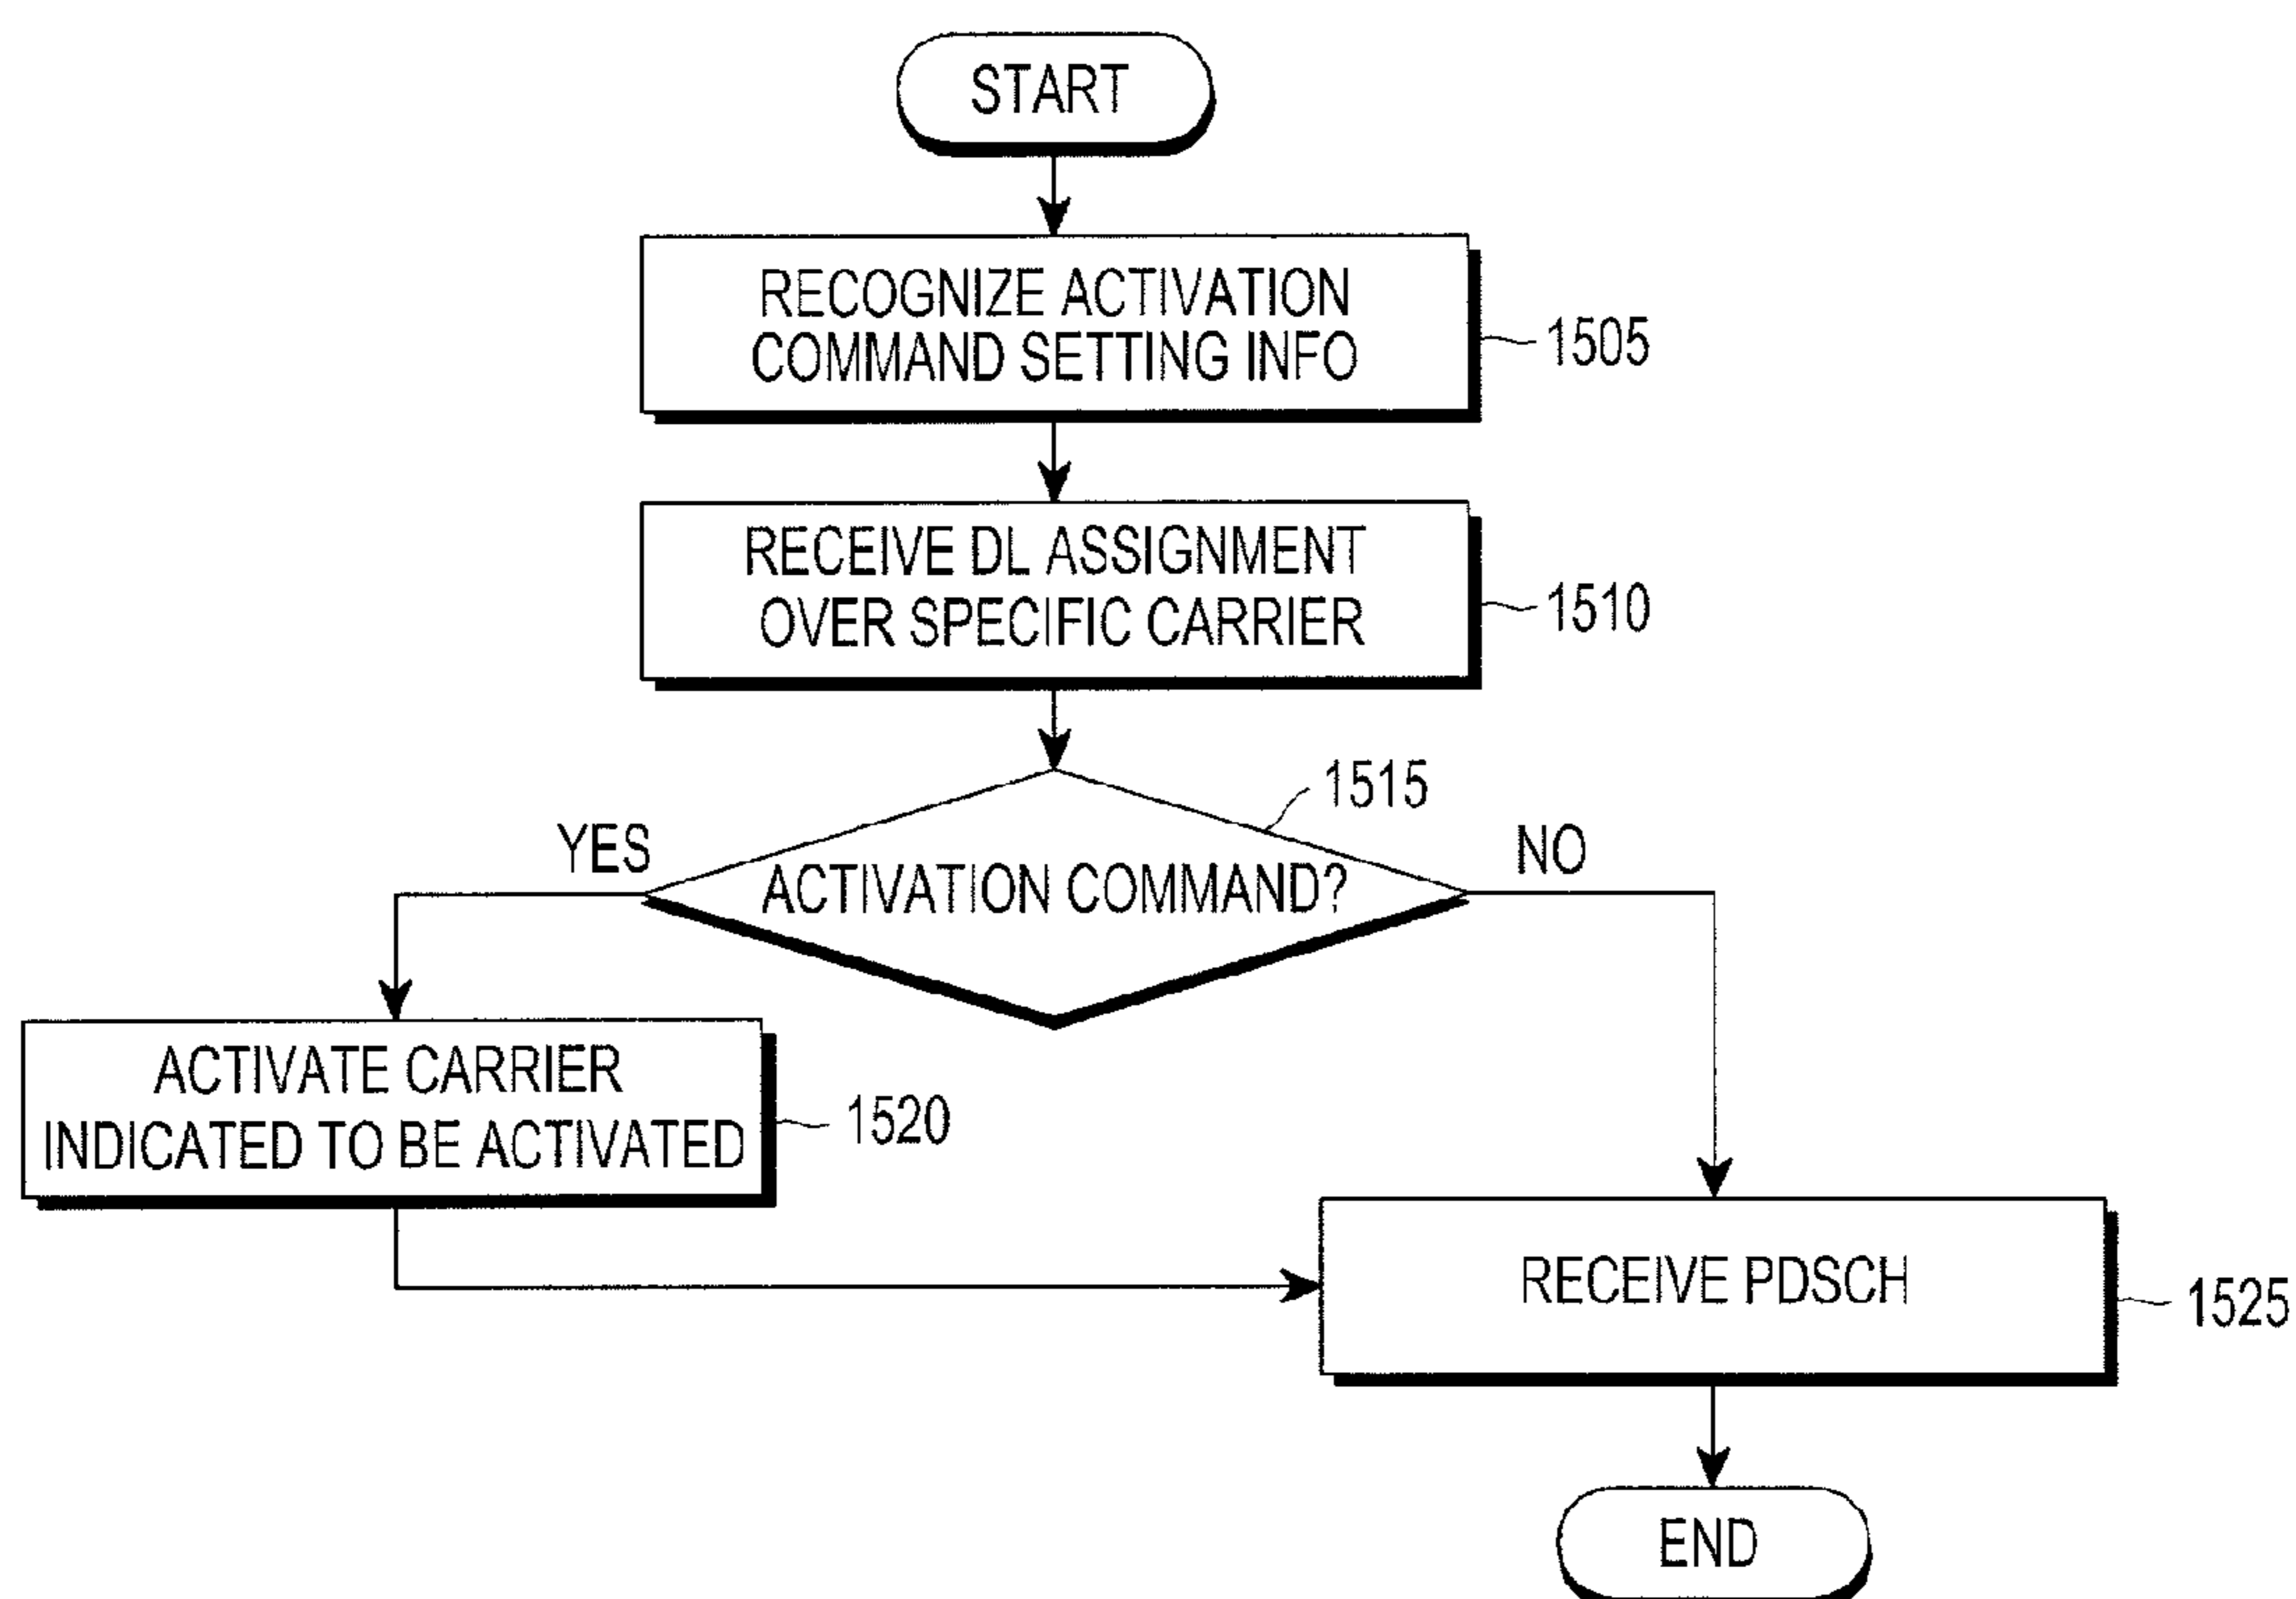 START
RECOGNIZE ACTIVATION
COMMAND SETTING INFO
1505
RECEIVE DL ASSIGNMENT
OVER SPECIFIC CARRIER
1510
1515
YES
ACTIVATION COMMAND?
NO
ACTIVATE CARRIER
INDICATED TO BE ACTIVATED
1520
RECEIVE PDSCH
1525
END